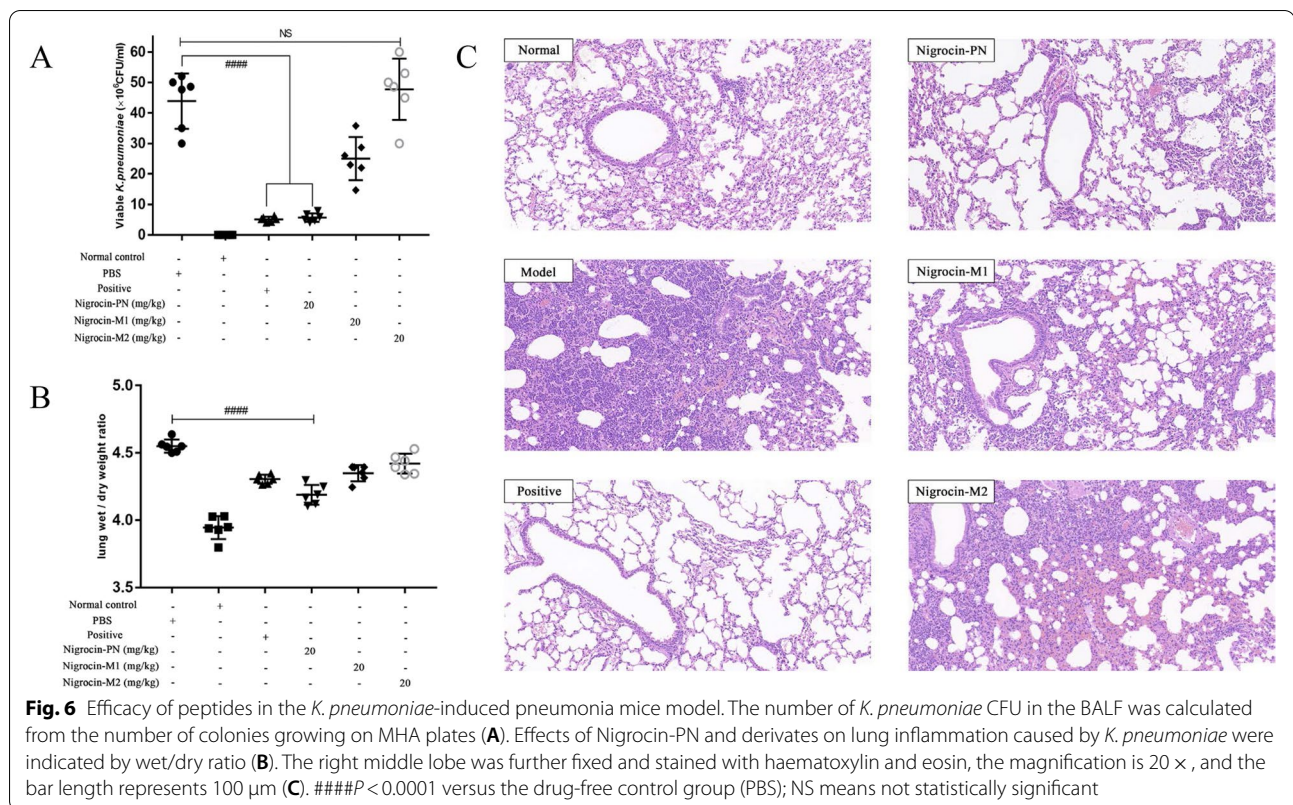 A
NS
####
Viable K.pneumoniae (×10⁶CFU/ml)
60
50
40
30
20
10
0
Normal control - + - - - -
PBS + - - - - -
Positive - - + - - -
Nigrocin-PN (mg/kg) - - - 20 - -
Nigrocin-M1 (mg/kg) - - - - 20 -
Nigrocin-M2 (mg/kg) - - - - - 20
B
####
lung wet / dry weight ratio
5.0
4.5
4.0
3.5
Normal control - + - - - -
PBS + - - - - -
Positive - - + - - -
Nigrocin-PN (mg/kg) - - - 20 - -
Nigrocin-M1 (mg/kg) - - - - 20 -
Nigrocin-M2 (mg/kg) - - - - - 20
C
Normal
Nigrocin-PN
Model
Nigrocin-M1
Positive
Nigrocin-M2
Fig. 6 Efficacy of peptides in the K. pneumoniae-induced pneumonia mice model. The number of K. pneumoniae CFU in the BALF was calculated
from the number of colonies growing on MHA plates (A). Effects of Nigrocin-PN and derivates on lung inflammation caused by K. pneumoniae were
indicated by wet/dry ratio (B). The right middle lobe was further fixed and stained with haematoxylin and eosin, the magnification is 20 ×, and the
bar length represents 100 μm (C). ####P < 0.0001 versus the drug-free control group (PBS); NS means not statistically significant